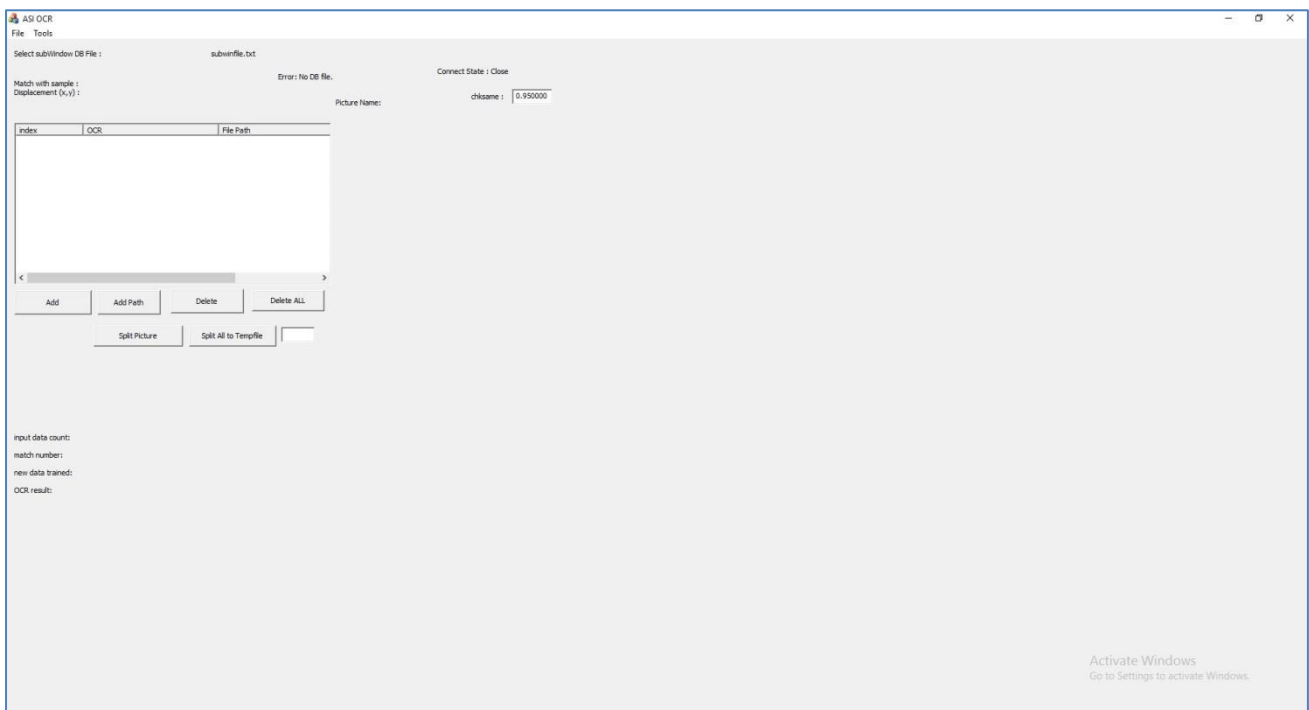 ASI OCR
File Tools
Select subWindow DB File : subwinfile.txt
Error: No DB file. Connect State : Close
Match with sample :
Displacement (x,y) :
Picture Name: chksame : 0.950000
index OCR File Path
Add Add Path Delete Delete ALL
Split Picture Split All to Tempfile
input data count:
match number:
new data trained:
OCR result:
Activate Windows
Go to Settings to activate Windows.